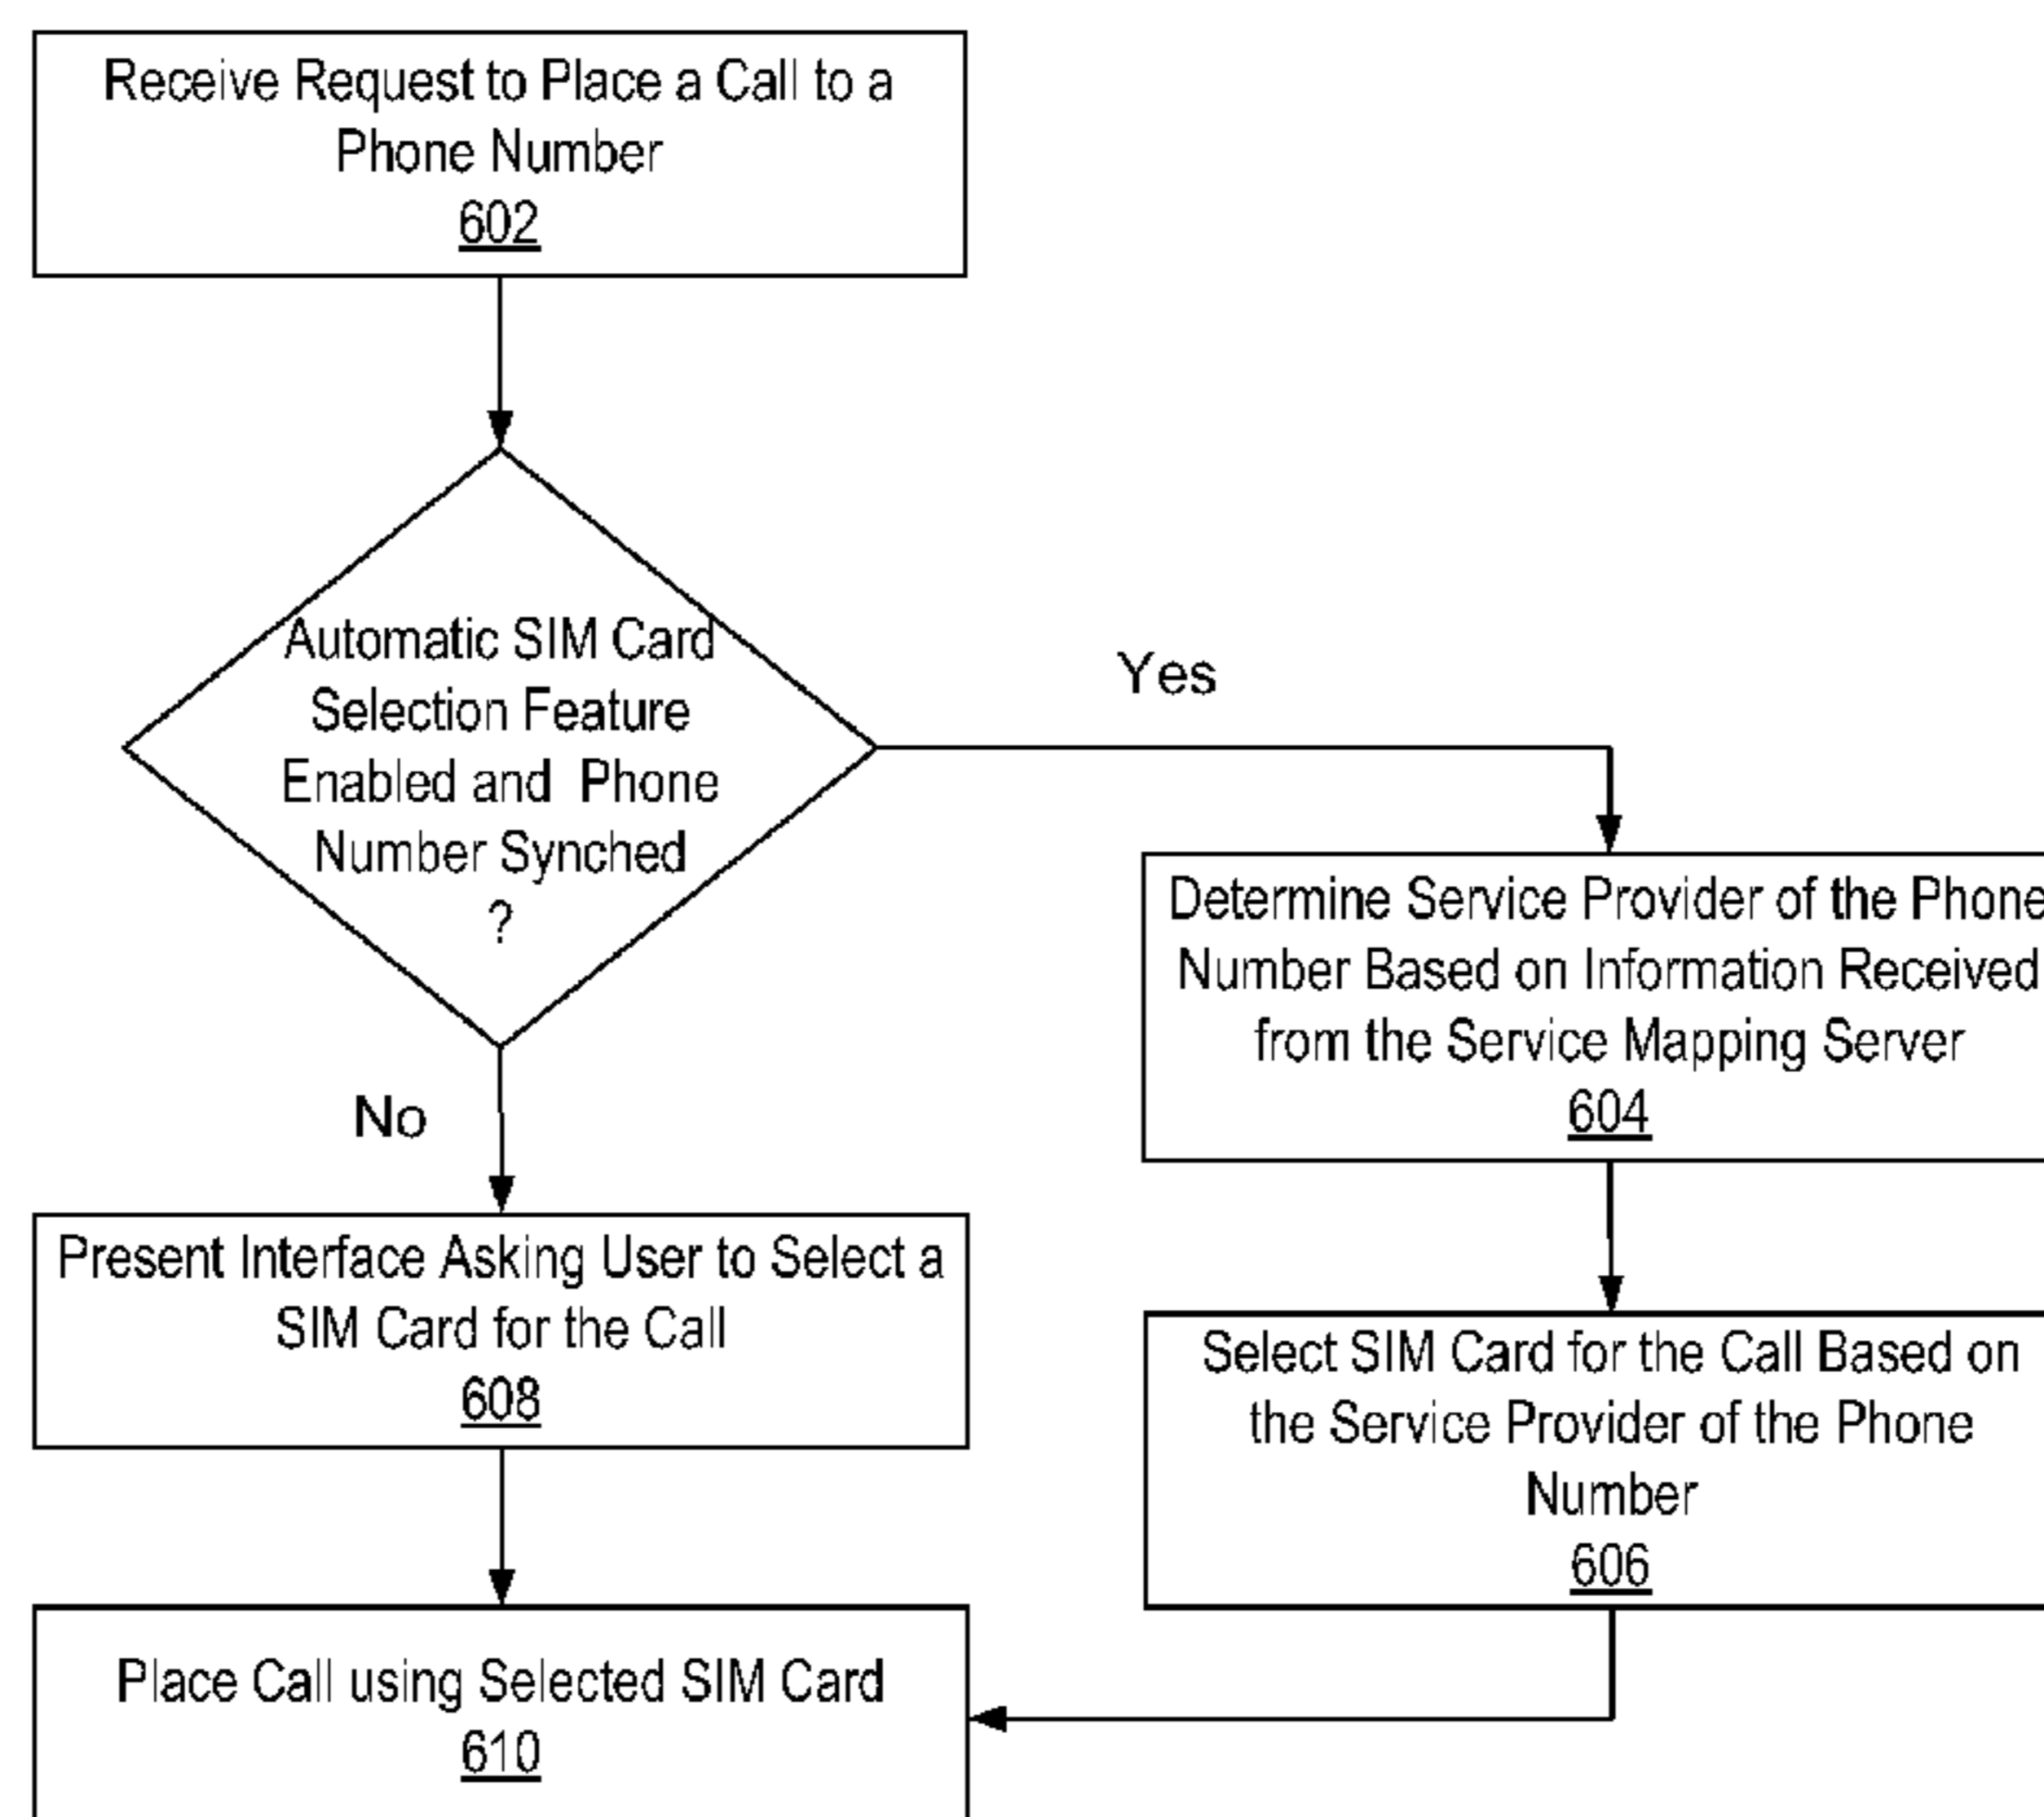 Receive Request to Place a Call to a
Phone Number
602
Automatic SIM Card
Selection Feature
Enabled and Phone
Number Synched
?
Yes
No
Determine Service Provider of the Phone
Number Based on Information Received
from the Service Mapping Server
604
Present Interface Asking User to Select a
SIM Card for the Call
608
Select SIM Card for the Call Based on
the Service Provider of the Phone
Number
606
Place Call using Selected SIM Card
610